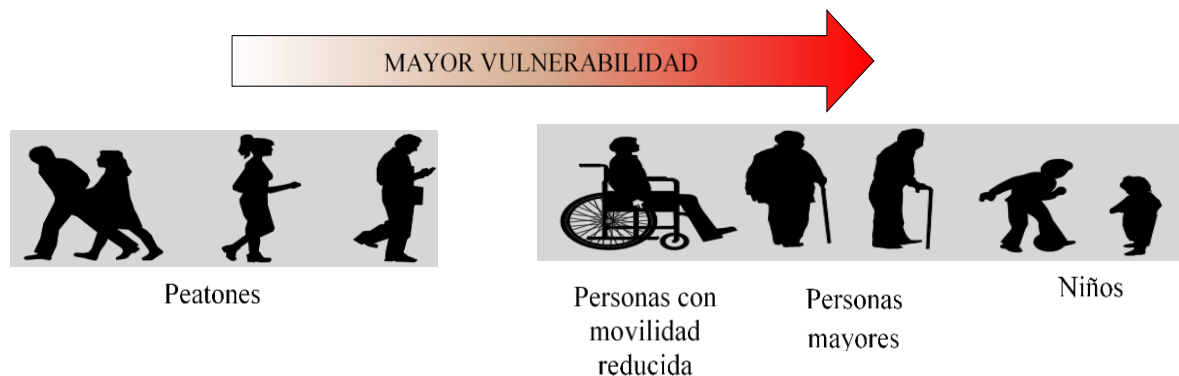 MAYOR VULNERABILIDAD
Peatones
Personas con
movilidad
reducida
Personas
mayores
Niños